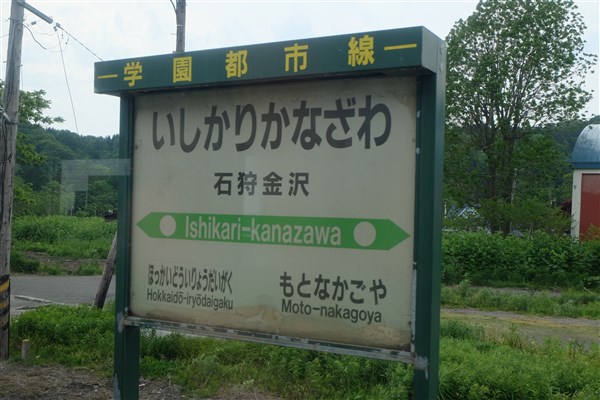 ー学園都市線ー
いしかりかなざわ
石狩金沢
Ishikari-kanazawa
ほっかいどういりょうだいがく
Hokkaidō-iryōdaigaku
もとなかごや
Moto-nakagoya